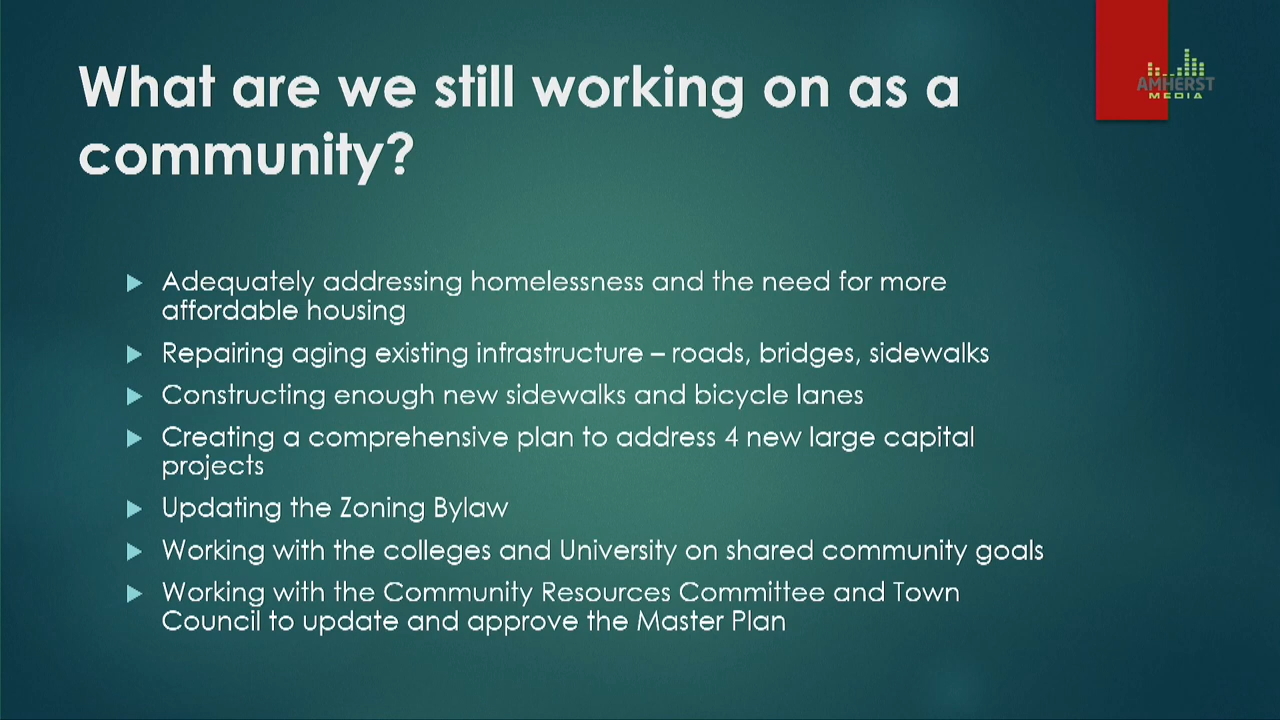 What are we still working on as a
community?
AMHERST
MEDIA
Adequately addressing homelessness and the need for more
affordable housing
Repairing aging existing infrastructure – roads, bridges, sidewalks
Constructing enough new sidewalks and bicycle lanes
Creating a comprehensive plan to address 4 new large capital
projects
Updating the Zoning Bylaw
Working with the colleges and University on shared community goals
Working with the Community Resources Committee and Town
Council to update and approve the Master Plan